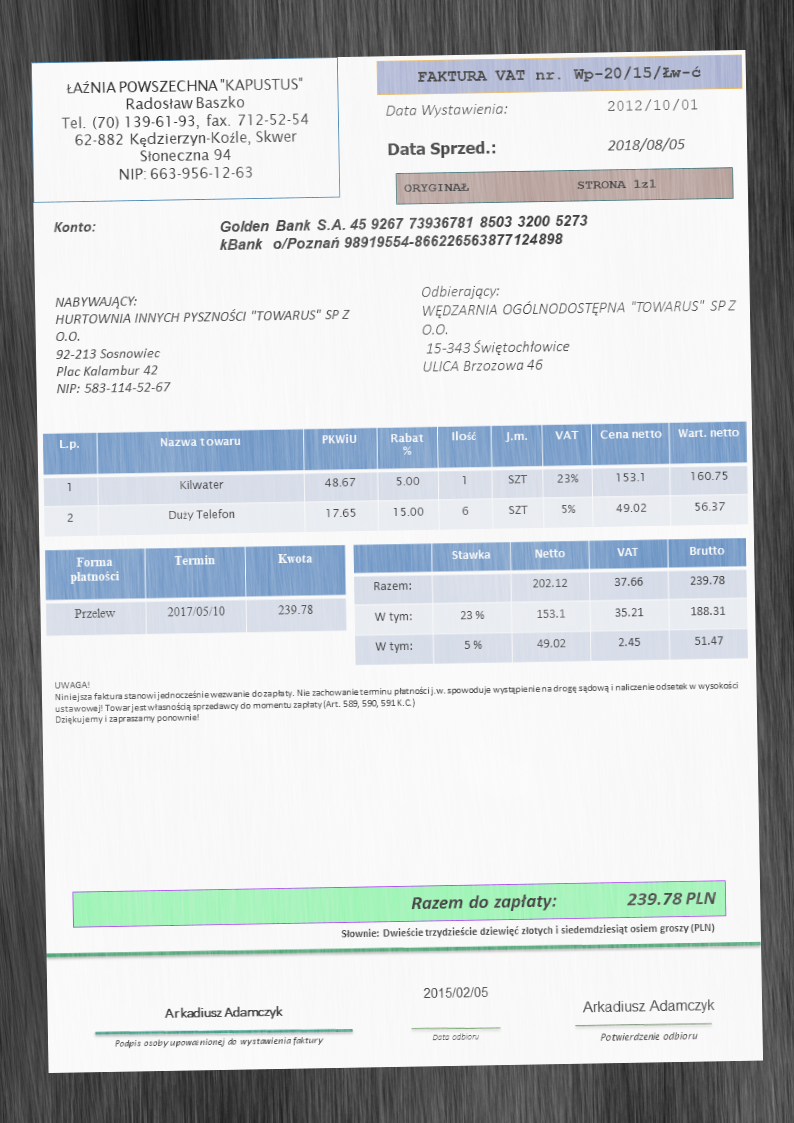 ŁAŹNIA POWSZECHNA "KAPUSTUS"
Radosław Baszko
Tel. (70) 139-61-93, fax. 712-52-54
62-882 Kędzierzyn-Koźle, Skwer
Słoneczna 94
NIP: 663-956-12-63
FAKTURA VAT nr. Wp-20/15/Łw-ć
Data Wystawienia: 2012/10/01
Data Sprzed.: 2018/08/05
ORYGINAŁ STRONA 1z1
Konto: Golden Bank S.A. 45 9267 73936781 8503 3200 5273
kBank o/Poznań 98919554-866226563877124898
NABYWAJĄCY:
HURTOWNIA INNYCH PYSZNOŚCI "TOWARUS" SP Z
O.O.
92-213 Sosnowiec
Plac Kalambur 42
NIP: 583-114-52-67
Odbierający:
WĘDZARNIA OGÓLNODOSTĘPNA "TOWARUS" SP Z
O.O.
15-343 Świętochłowice
ULICA Brzozowa 46
L.p. Nazwa towaru PKWiU Rabat % Ilość J.m. VAT Cena netto Wart. netto
1 Kilwater 48.67 5.00 1 SZT 23% 153.1 160.75
2 Duży Telefon 17.65 15.00 6 SZT 5% 49.02 56.37
Forma płatności Termin Kwota
Przelew 2017/05/10 239.78
Stawka Netto VAT Brutto
Razem: 202.12 37.66 239.78
W tym: 23 % 153.1 35.21 188.31
W tym: 5 % 49.02 2.45 51.47
UWAGA!
Niniejsza faktura stanowi jednocześnie wezwanie do zapłaty. Nie zachowanie terminu płatności j.w. spowoduje wystąpienie na drogę sądową i naliczenie odsetek w wysokości
ustawowej! Towar jest własnością sprzedawcy do momentu zapłaty (Art. 589, 590, 591 K.C.)
Dziękujemy i zapraszamy ponownie!
Razem do zapłaty: 239.78 PLN
Słownie: Dwieście trzydzieście dziewięć złotych i siedemdziesiąt osiem groszy (PLN)
Arkadiusz Adamczyk
Podpis osoby upoważnionej do wystawienia faktury
2015/02/05
Data odbioru
Arkadiusz Adamczyk
Potwierdzenie odbioru